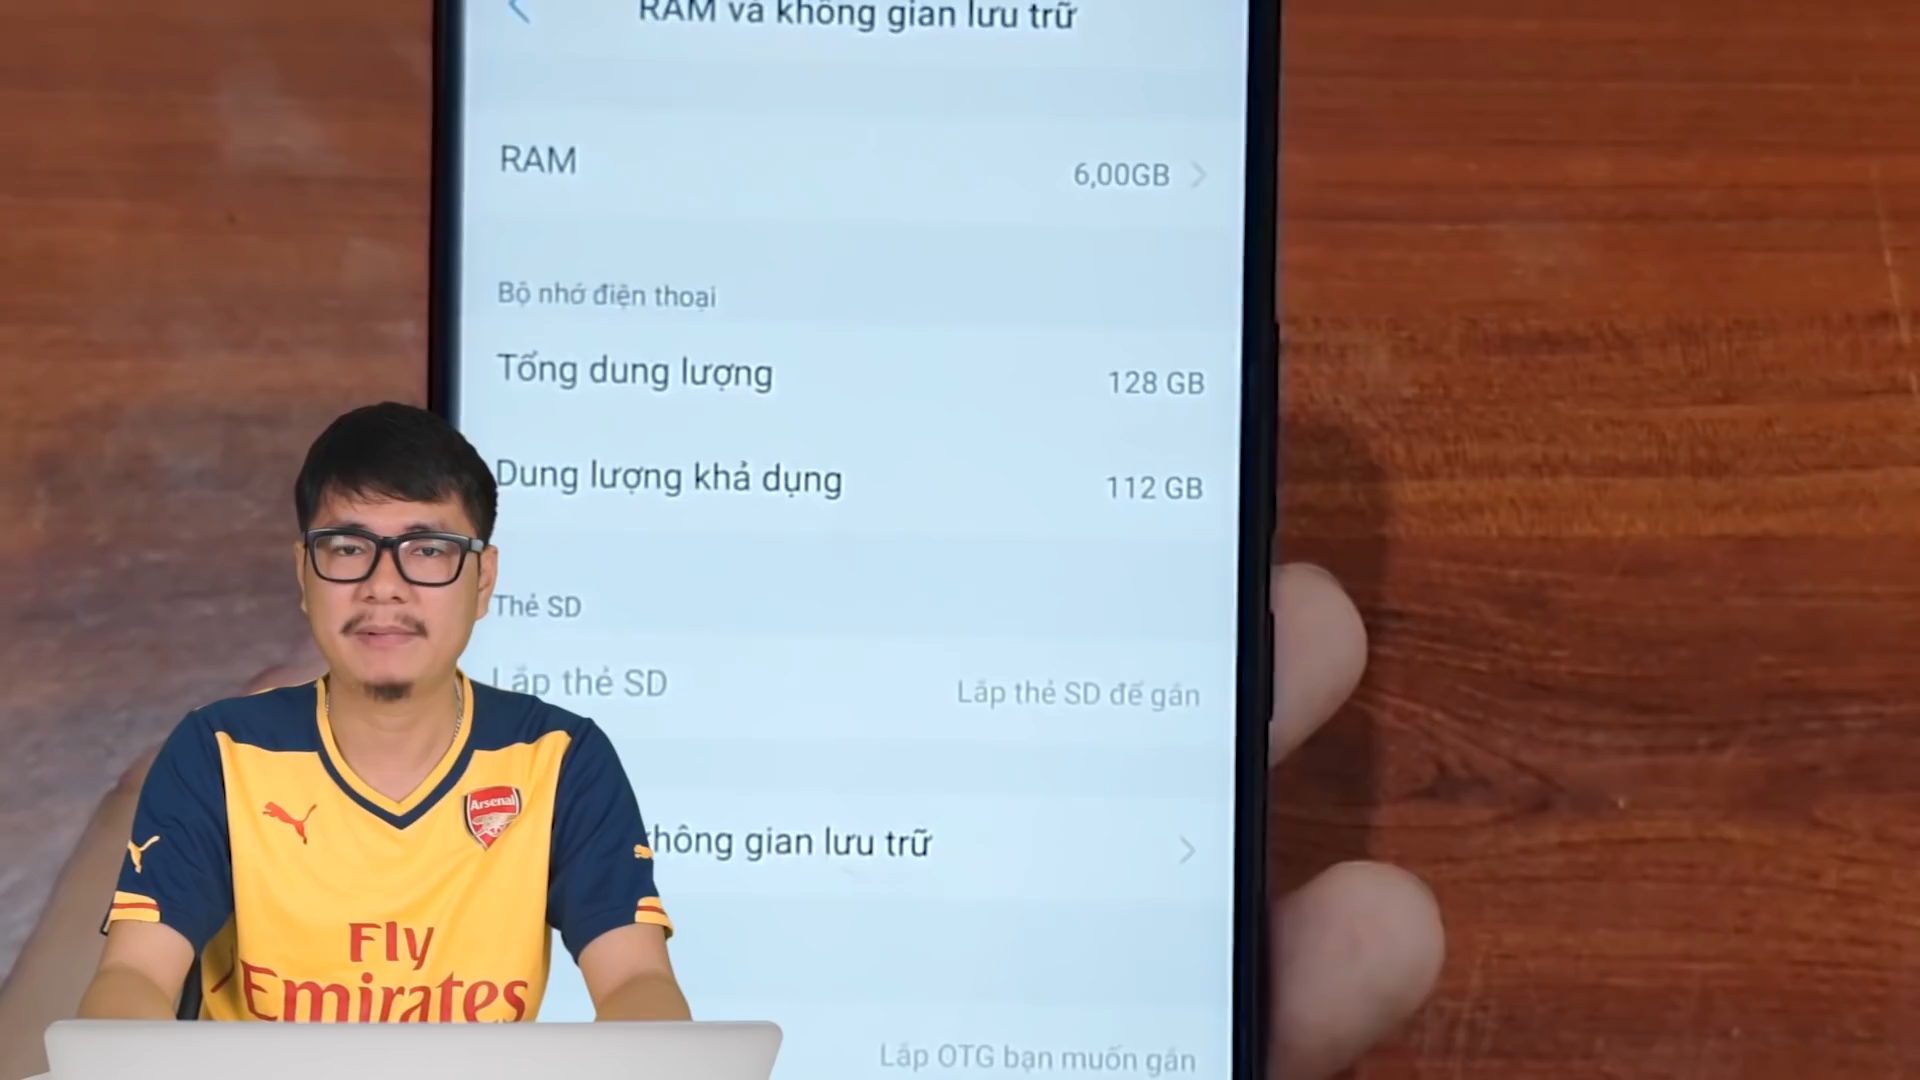 RAM và không gian lưu trữ
RAM
6,00GB
Bộ nhớ điện thoại
Tổng dung lượng
128 GB
Dung lượng khả dụng
112 GB
Thẻ SD
Lắp thẻ SD
Lắp thẻ SD để gắn
không gian lưu trữ
Lắp OTG bạn muốn gắn
Arsenal
Fly
Emirates